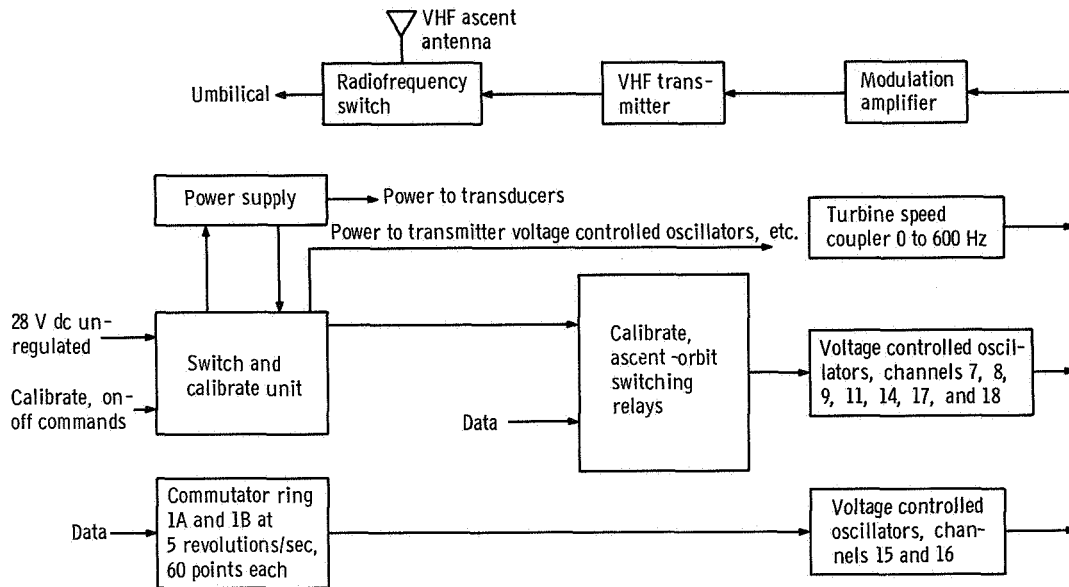 VHF ascent
antenna
Umbilical
Radiofrequency
switch
VHF trans-
mitter
Modulation
amplifier
Power supply
Power to transducers
Power to transmitter voltage controlled oscillators, etc.
Turbine speed
coupler 0 to 600 Hz
28 V dc un-
regulated
Calibrate, on-
off commands
Switch and
calibrate unit
Calibrate,
ascent-orbit
switching
relays
Data
Voltage controlled oscil-
lators, channels 7, 8,
9, 11, 14, 17, and 18
Data
Commutator ring
1A and 1B at
5 revolutions/sec,
60 points each
Voltage controlled
oscillators, chan-
nels 15 and 16